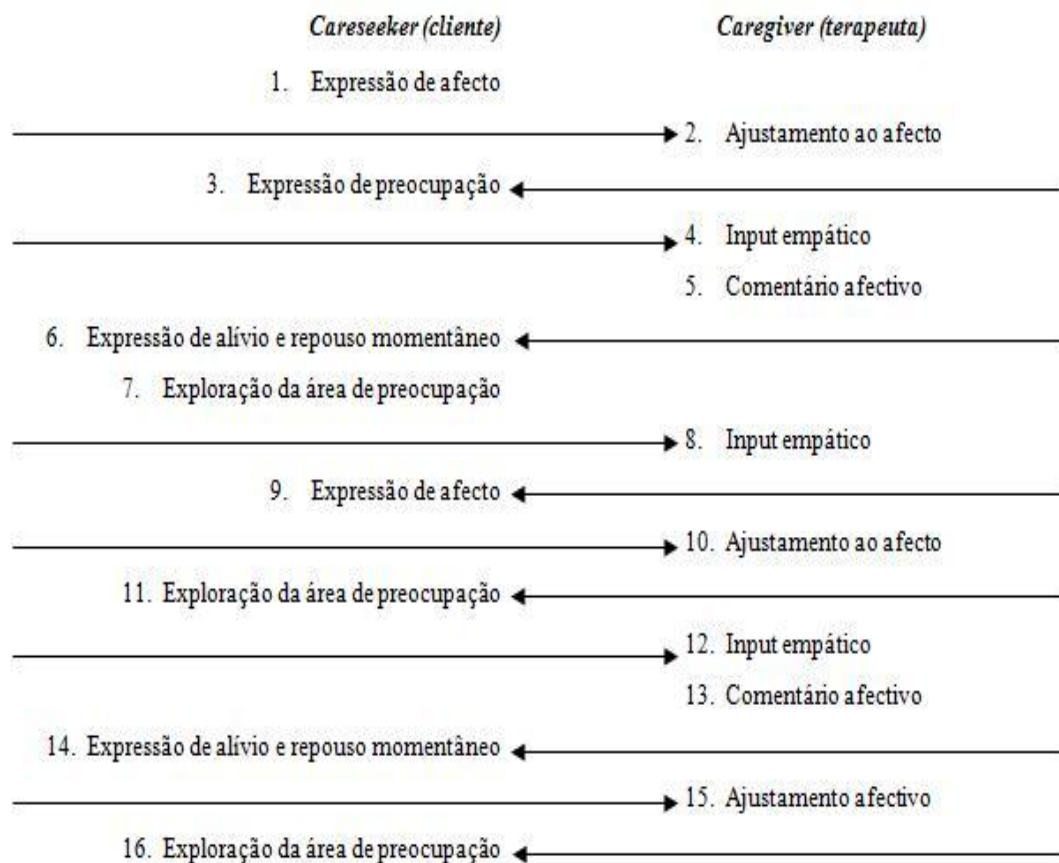 Careseeker (cliente) Caregiver (terapeuta)
1. Expressão de afecto
2. Ajustamento ao afecto
3. Expressão de preocupação
4. Input empático
5. Comentário afectivo
6. Expressão de alívio e repouso momentâneo
7. Exploração da área de preocupação
8. Input empático
9. Expressão de afecto
10. Ajustamento ao afecto
11. Exploração da área de preocupação
12. Input empático
13. Comentário afectivo
14. Expressão de alívio e repouso momentâneo
15. Ajustamento afectivo
16. Exploração da área de preocupação